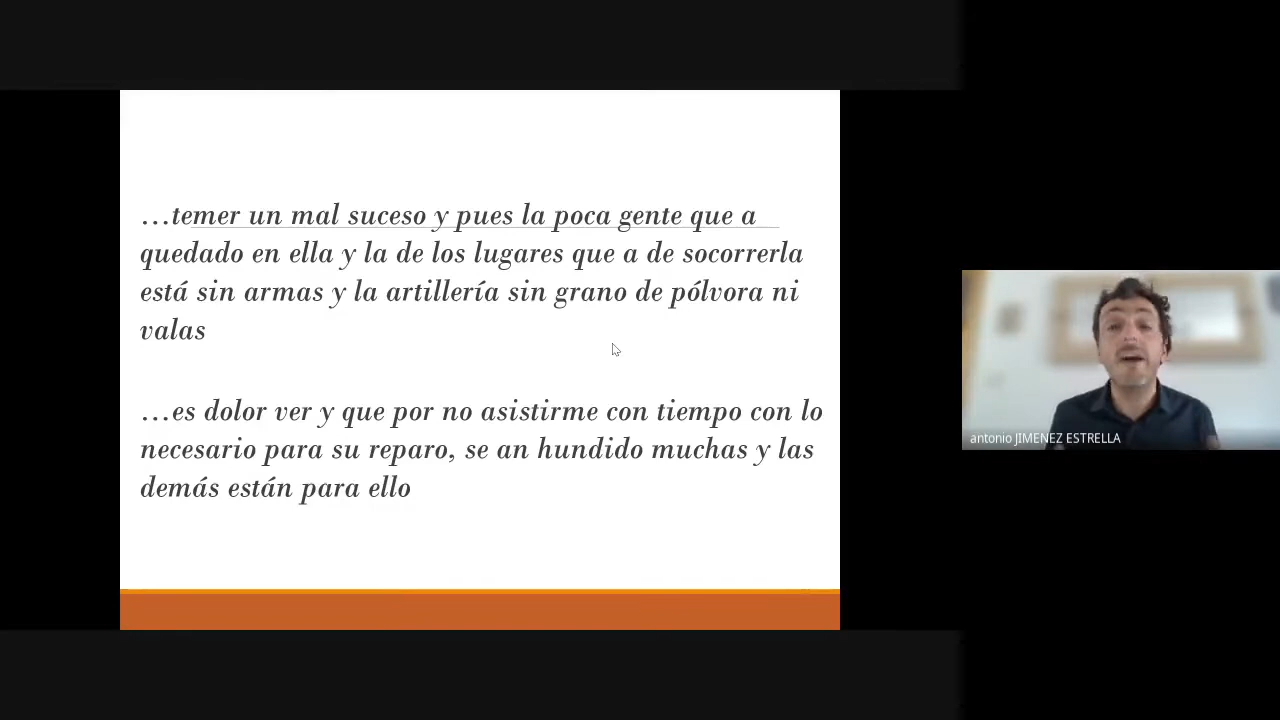 ...temer un mal suceso y pues la poca gente que a
quedado en ella y la de los lugares que a de socorrerla
está sin armas y la artillería sin grano de pólvora ni
valas
...es dolor ver y que por no asistirme con tiempo con lo
necesario para su reparo, se an hundido muchas y las
demás están para ello
antonio JIMENEZ ESTRELLA